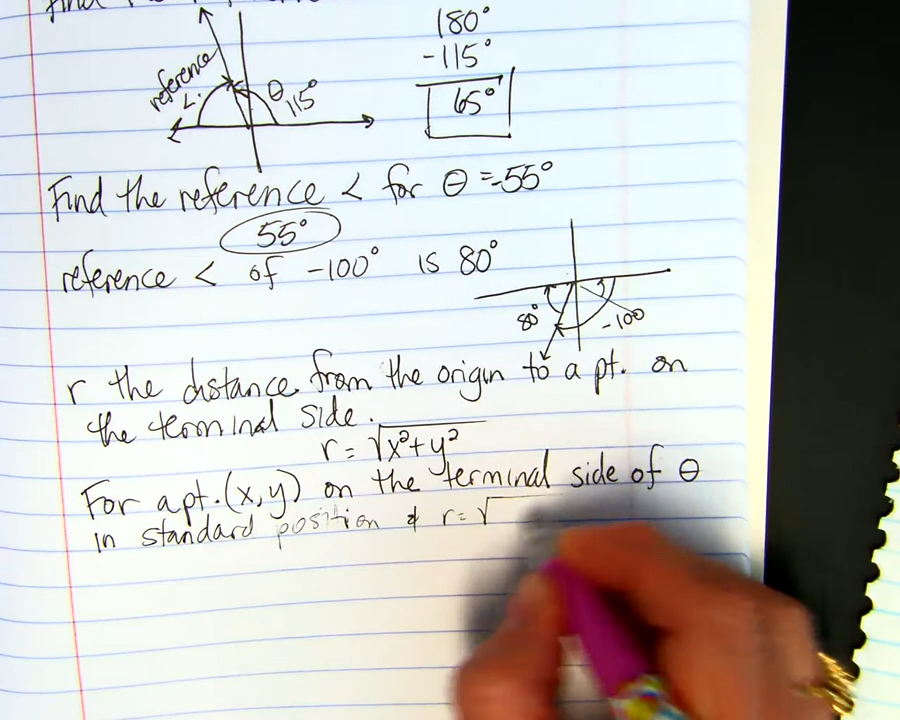 180°
-115°
65°
reference
<.
θ
115°
Find the reference < for θ =-55°
55°
reference < of -100° is 80°
80°
-100
r the distance from the origin to a pt. on
the terminal side.
r = √x²+y²
For a pt. (x,y) on the terminal side of θ
in standard position & r=√